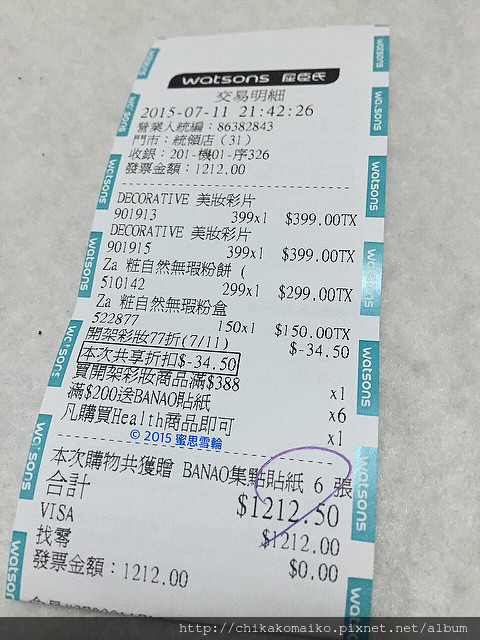 watsons 屈臣氏
交易明細
2015-07-11 21:42:26
營業人統編：86382843
門市：統領店（31）
收銀：201-機01-序326
發票金額：1212.00
DECORATIVE 美妝彩片
901913 399x1 $399.00TX
DECORATIVE 美妝彩片
901915 399x1 $399.00TX
Za 粧自然無瑕粉餅 (
510142 299x1 $299.00TX
Za 粧自然無瑕粉盒
522877 150x1 $150.00TX
開架彩妝77折(7/11) $-34.50
本次共享折扣$-34.50
買開架彩妝商品滿$388 x1
滿$200送BANAO貼紙 x6
凡購買Health商品即可 x1
© 2015 蜜思雪輪
本次購物共獲贈 BANAO集點貼紙 6 張
合計 $1212.50
VISA $1212.00
找零 $0.00
發票金額：1212.00
http://chikakomaiko.pixnet.net/album